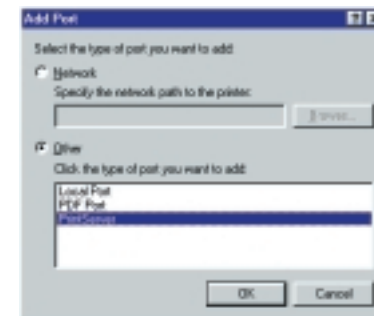 Add Port
Select the type of port you want to add:
Network
Specify the network path to the printer:
Browse...
Other
Click the type of port you want to add:
Local Port
PDF Port
PrintServer
OK
Cancel